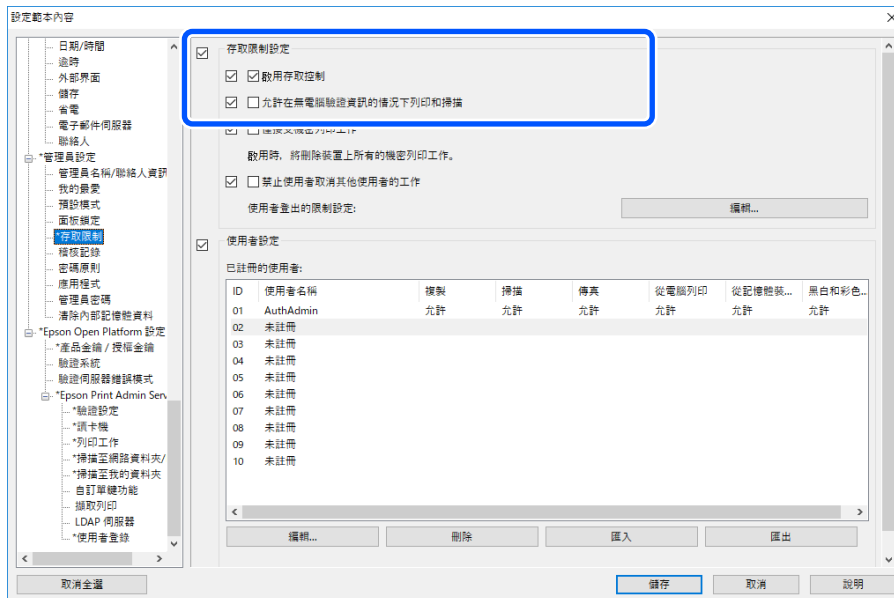 設定範本內容
日期/時間
逾時
外部界面
儲存
省電
電子郵件伺服器
聯絡人
*管理員設定
管理員名稱/聯絡人資訊
我的最愛
預設模式
面板鎖定
*存取限制
稽核記錄
密碼原則
應用程式
管理員密碼
清除內部記憶體資料
*Epson Open Platform 設定
*產品金鑰 / 授權金鑰
驗證系統
驗證伺服器錯誤模式
*Epson Print Admin Serv
*驗證設定
*讀卡機
*列印工作
*掃描至網路資料夾/
*掃描至我的資料夾
自訂單鍵功能
擷取列印
LDAP 伺服器
*使用者登錄
取消全選
存取限制設定
啟用存取控制
允許在無電腦驗證資訊的情況下列印和掃描
僅接受機密列印工作
啟用時，將刪除裝置上所有的機密列印工作。
禁止使用者取消其他使用者的工作
使用者登出的限制設定: 編輯...
使用者設定
已註冊的使用者:
ID 使用者名稱 複製 掃描 傳真 從電腦列印 從記憶體裝... 黑白和彩色..
01 AuthAdmin 允許 允許 允許 允許 允許 允許
02 未註冊
03 未註冊
04 未註冊
05 未註冊
06 未註冊
07 未註冊
08 未註冊
09 未註冊
10 未註冊
編輯... 刪除 匯入 匯出
儲存 取消 說明